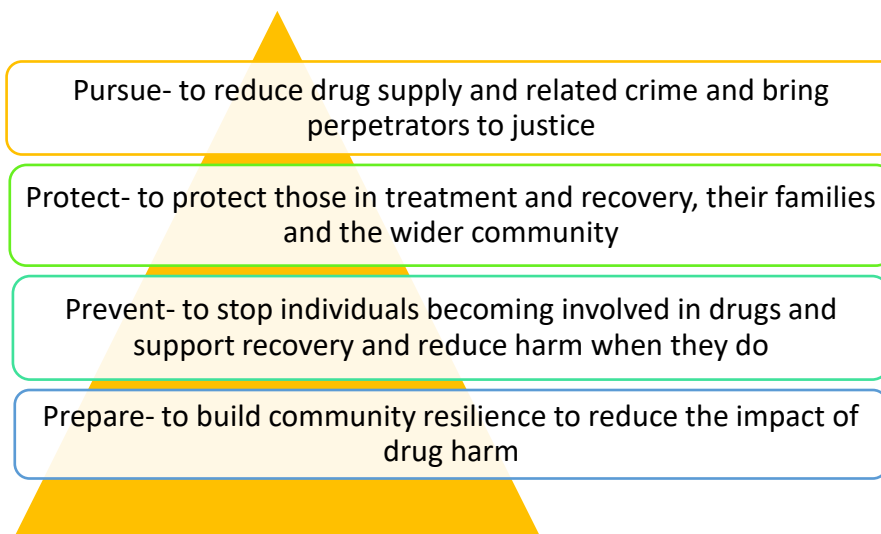 Pursue- to reduce drug supply and related crime and bring
perpetrators to justice
Protect- to protect those in treatment and recovery, their families
and the wider community
Prevent- to stop individuals becoming involved in drugs and
support recovery and reduce harm when they do
Prepare- to build community resilience to reduce the impact of
drug harm